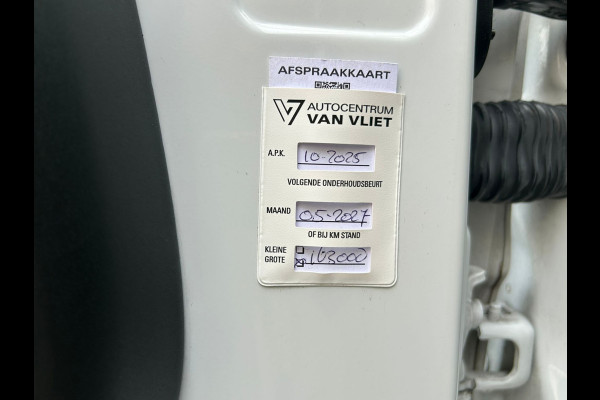 AFSPRAAKKAART
AUTOCENTRUM
VAN VLIET
A.P.K. 10-2025
VOLGENDE ONDERHOUDSBEURT
MAAND 05-2027
OF BIJ KM STAND
KLEINE
GROTE 163000